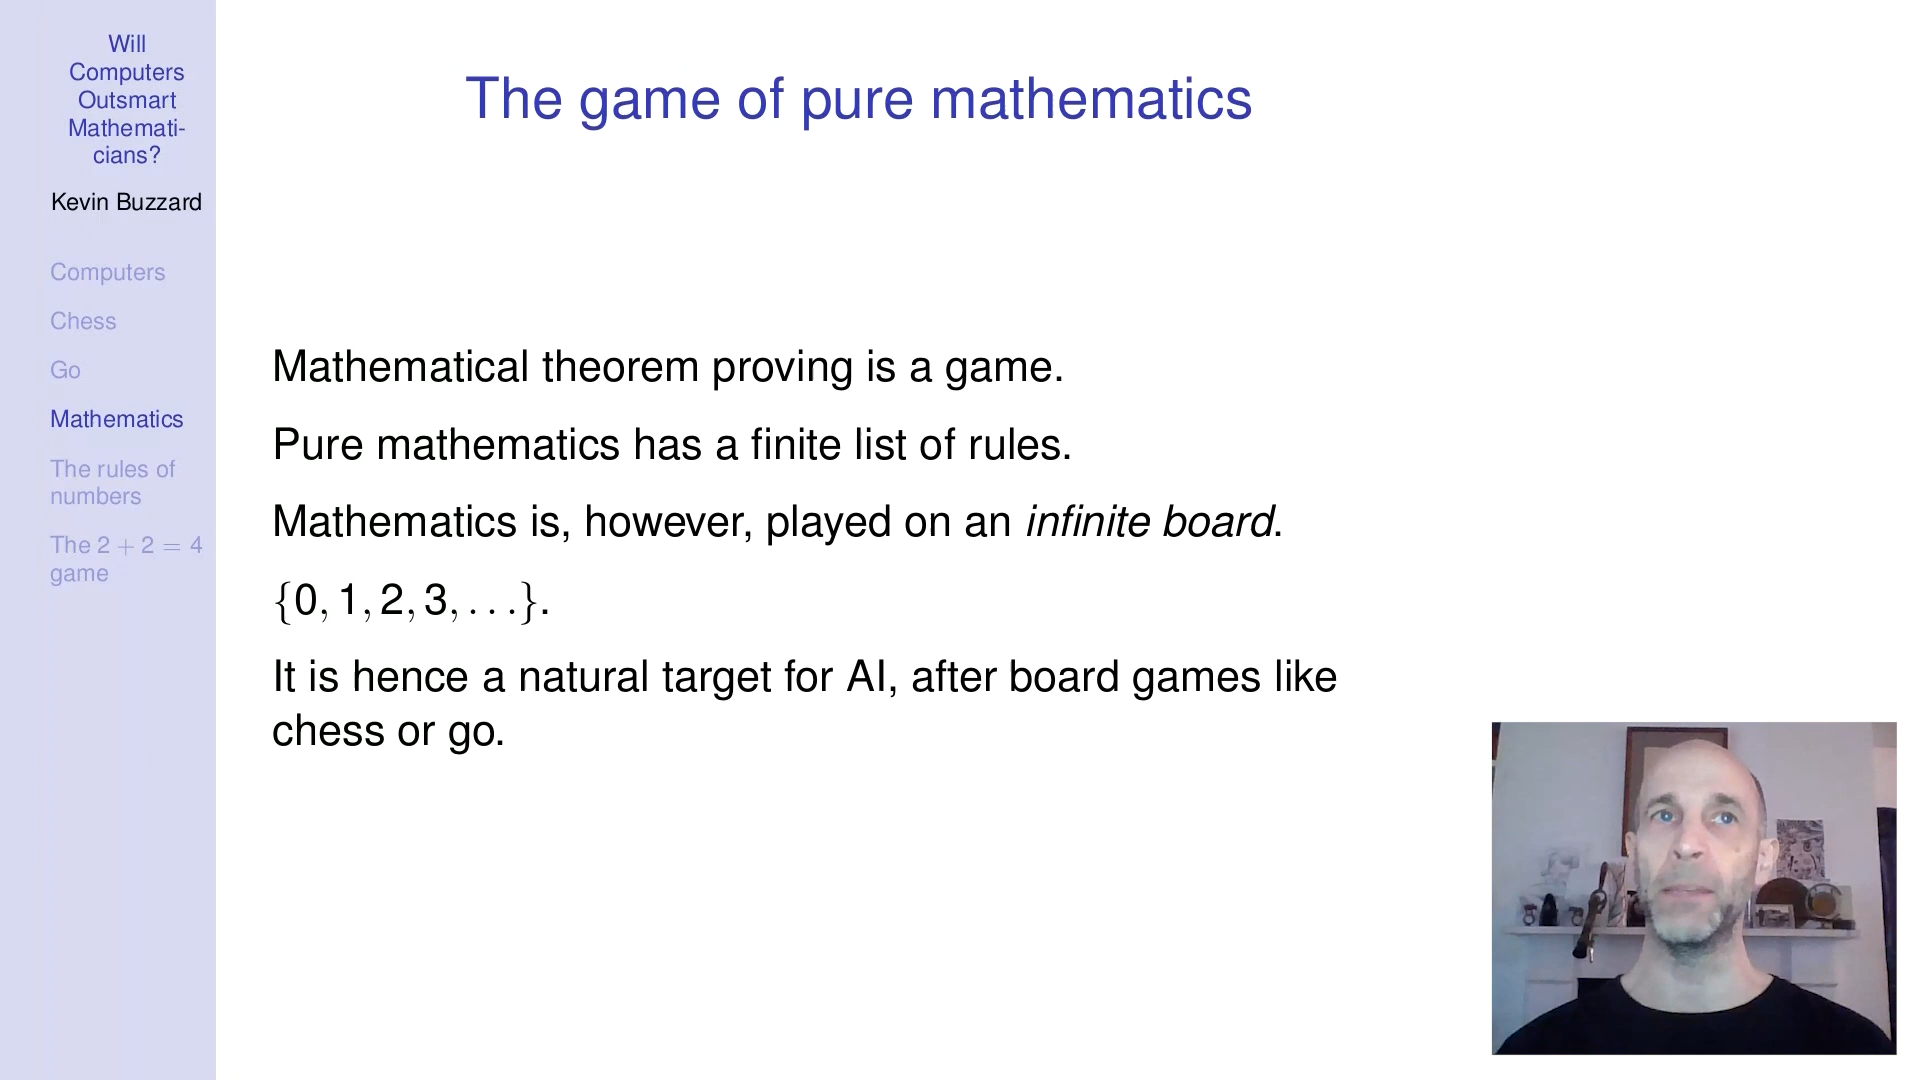 Will
Computers
Outsmart
Mathemati-
cians?
Kevin Buzzard
Computers
Chess
Go
Mathematics
The rules of
numbers
The 2 + 2 = 4
game
The game of pure mathematics
Mathematical theorem proving is a game.
Pure mathematics has a finite list of rules.
Mathematics is, however, played on an infinite board.
{0, 1, 2, 3, . . .}.
It is hence a natural target for AI, after board games like
chess or go.